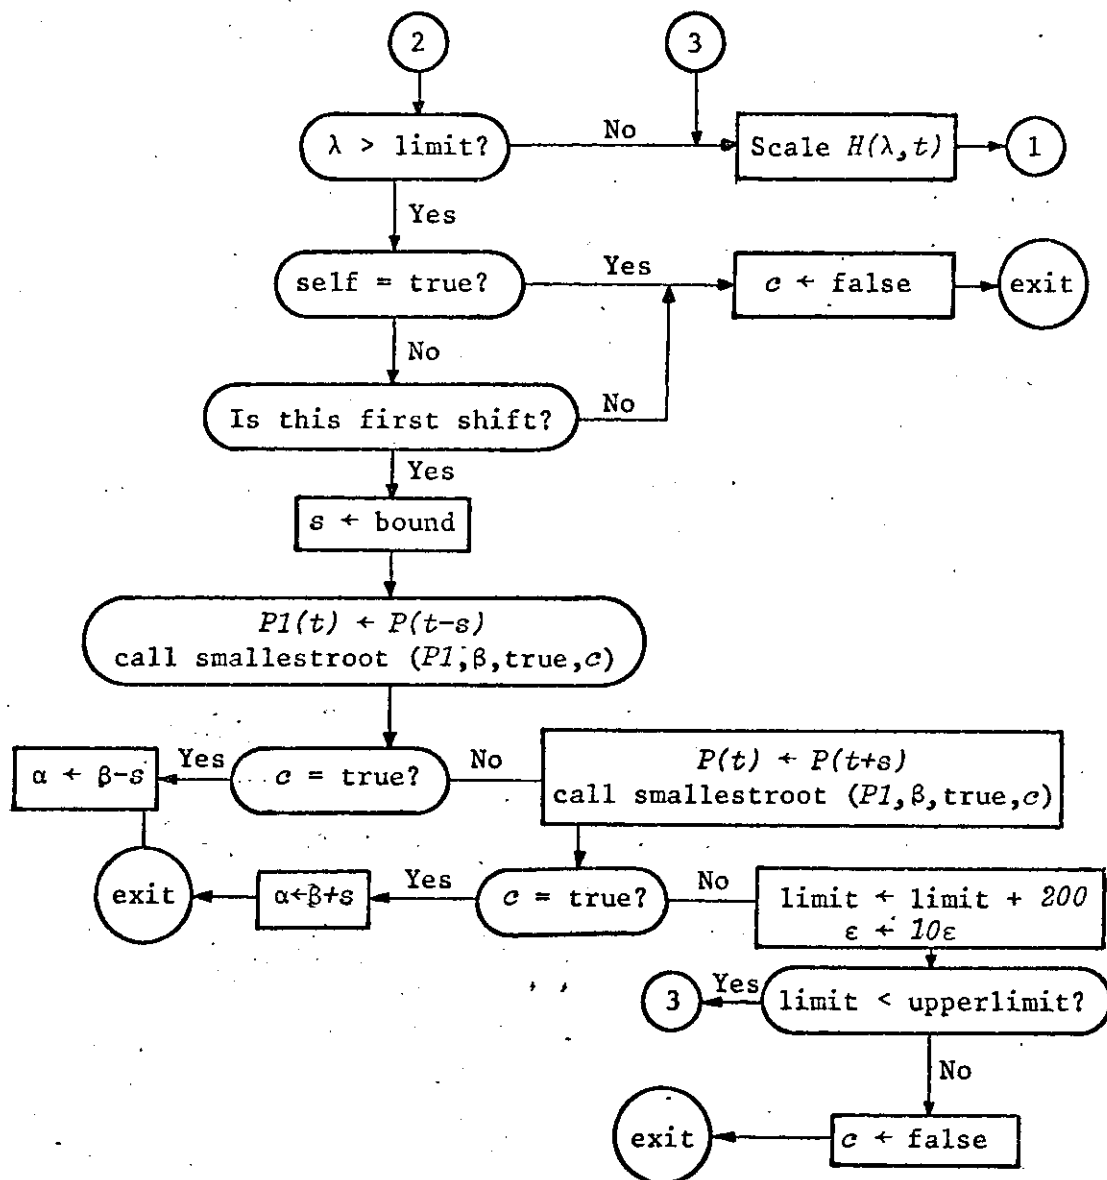 2
3
λ > limit?
No
Scale H(λ,t)
1
Yes
self = true?
Yes
c ← false
exit
No
Is this first shift?
No
Yes
s ← bound
P1(t) ← P(t-s)
call smallestroot (P1,β,true,c)
α ← β-s
Yes
c = true?
No
P(t) ← P(t+s)
call smallestroot (P1,β,true,c)
exit
α←β+s
Yes
c = true?
No
limit ← limit + 200
ε ← 10ε
3
Yes
limit < upperlimit?
No
exit
c ← false